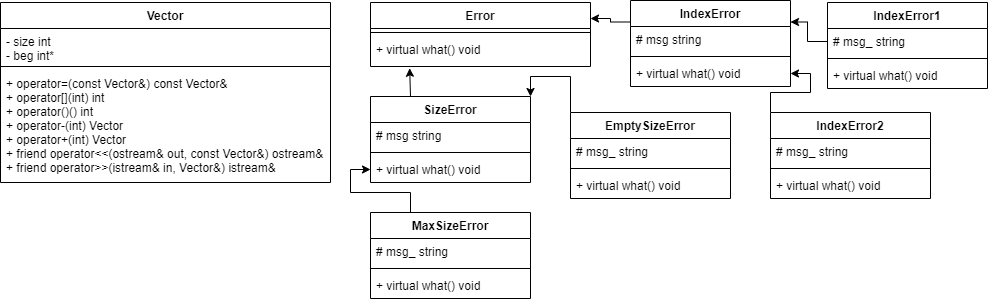 Vector
- size int
- beg int*
+ operator=(const Vector&) const Vector&
+ operator[](int) int
+ operator()() int
+ operator-(int) Vector
+ operator+(int) Vector
+ friend operator<<(ostream& out, const Vector&) ostream&
+ friend operator>>(istream& in, Vector&) istream&
Error
+ virtual what() void
IndexError
# msg string
+ virtual what() void
IndexError1
# msg_ string
+ virtual what() void
SizeError
# msg string
+ virtual what() void
EmptySizeError
# msg_ string
+ virtual what() void
IndexError2
# msg_ string
+ virtual what() void
MaxSizeError
# msg_ string
+ virtual what() void